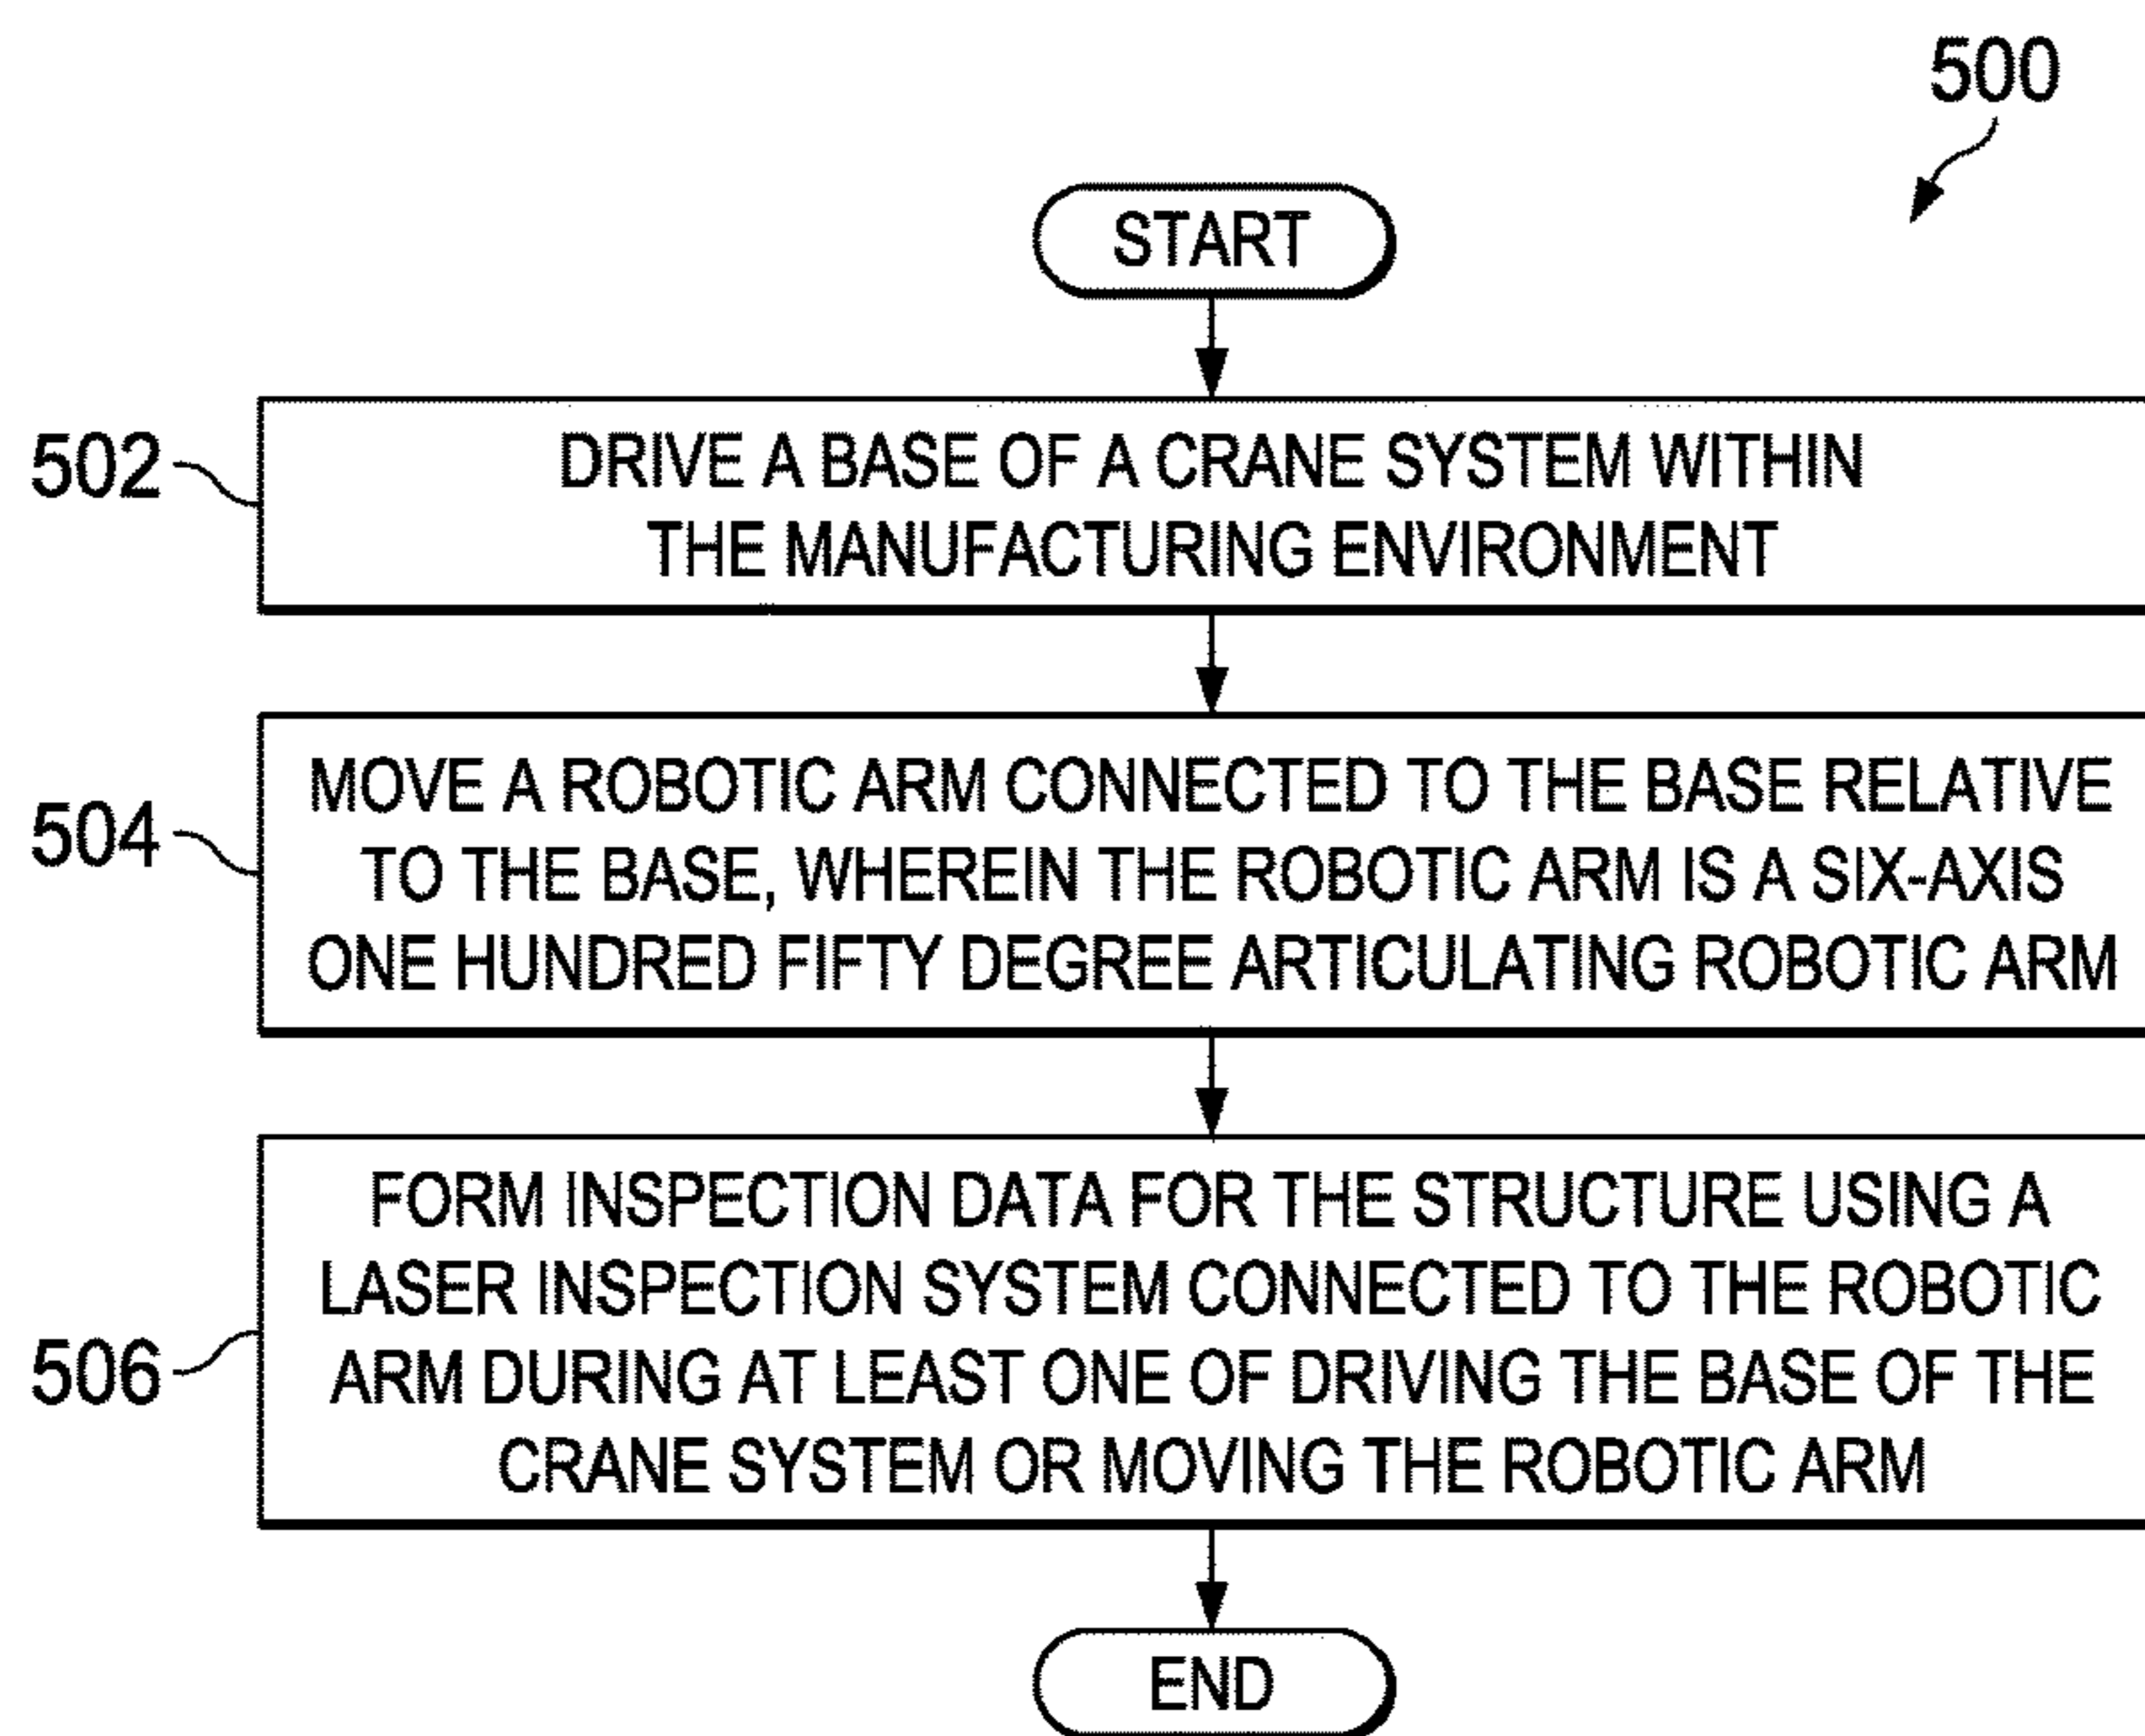 500
START
502
DRIVE A BASE OF A CRANE SYSTEM WITHIN
THE MANUFACTURING ENVIRONMENT
504
MOVE A ROBOTIC ARM CONNECTED TO THE BASE RELATIVE
TO THE BASE, WHEREIN THE ROBOTIC ARM IS A SIX-AXIS
ONE HUNDRED FIFTY DEGREE ARTICULATING ROBOTIC ARM
506
FORM INSPECTION DATA FOR THE STRUCTURE USING A
LASER INSPECTION SYSTEM CONNECTED TO THE ROBOTIC
ARM DURING AT LEAST ONE OF DRIVING THE BASE OF THE
CRANE SYSTEM OR MOVING THE ROBOTIC ARM
END